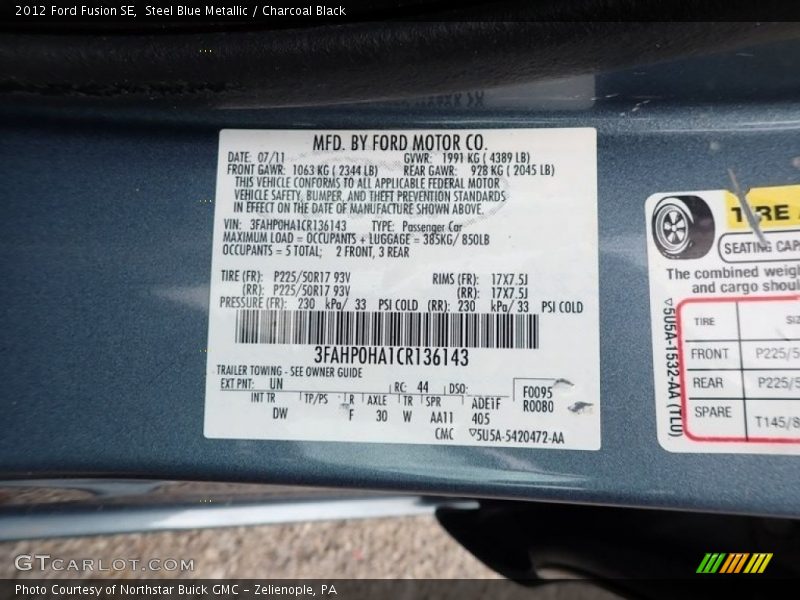 2012 Ford Fusion SE,  Steel Blue Metallic / Charcoal Black
MFD. BY FORD MOTOR CO.
DATE: 07/11 GVWR: 1991 KG ( 4389 LB)
FRONT GAWR: 1063 KG ( 2344 LB) REAR GAWR: 928 KG ( 2045 LB)
THIS VEHICLE CONFORMS TO ALL APPLICABLE FEDERAL MOTOR
VEHICLE SAFETY, BUMPER, AND THEFT PREVENTION STANDARDS
IN EFFECT ON THE DATE OF MANUFACTURE SHOWN ABOVE.
VIN: 3FAHP0HA1CR136143 TYPE: Passenger Car
MAXIMUM LOAD = OCCUPANTS + LUGGAGE = 385KG/ 850LB
OCCUPANTS = 5 TOTAL; 2 FRONT, 3 REAR
TIRE (FR): P225/50R17 93V RIMS (FR): 17X7.5J
(RR): P225/50R17 93V (RR): 17X7.5J
PRESSURE (FR): 230 kPa/ 33 PSI COLD (RR): 230 kPa/ 33 PSI COLD
3FAHP0HA1CR136143
TRAILER TOWING - SEE OWNER GUIDE
EXT PNT: UN RC: 44 DSO: F0095
R0080
INT TR TP/PS R AXLE TR SPR ADE1F
DW F 30 W AA11 405
CMC ▽5U5A-5420472-AA
TIRE A
SEATING CAP
The combined weig
and cargo shoul
▽5U5A-1532-AA (TLU)
TIRE SIZ
FRONT P225/5
REAR P225/5
SPARE T145/8
GTCARLOT.COM
Photo Courtesy of Northstar Buick GMC - Zelienople, PA